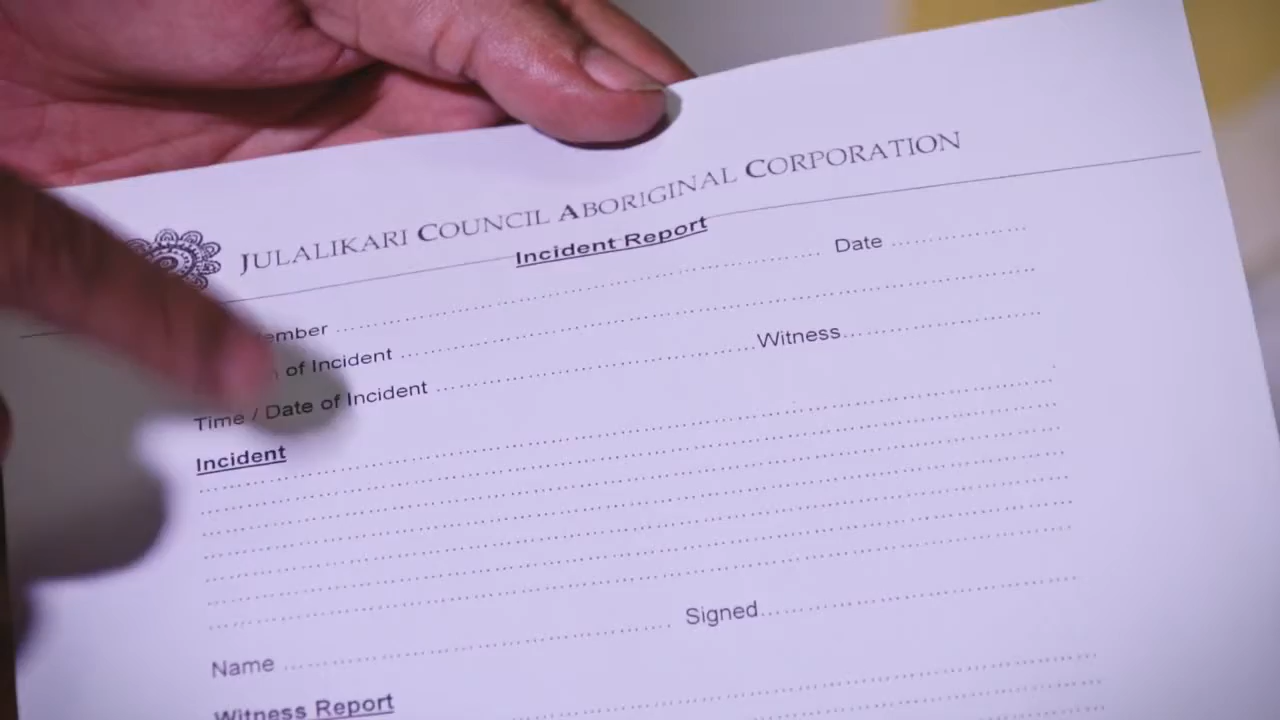 JULALIKARI COUNCIL ABORIGINAL CORPORATION
Incident Report
ember ........................ Date ........................
of Incident ........................
Time / Date of Incident ........................ Witness........................
Incident
Name ........................ Signed........................
Witness Report